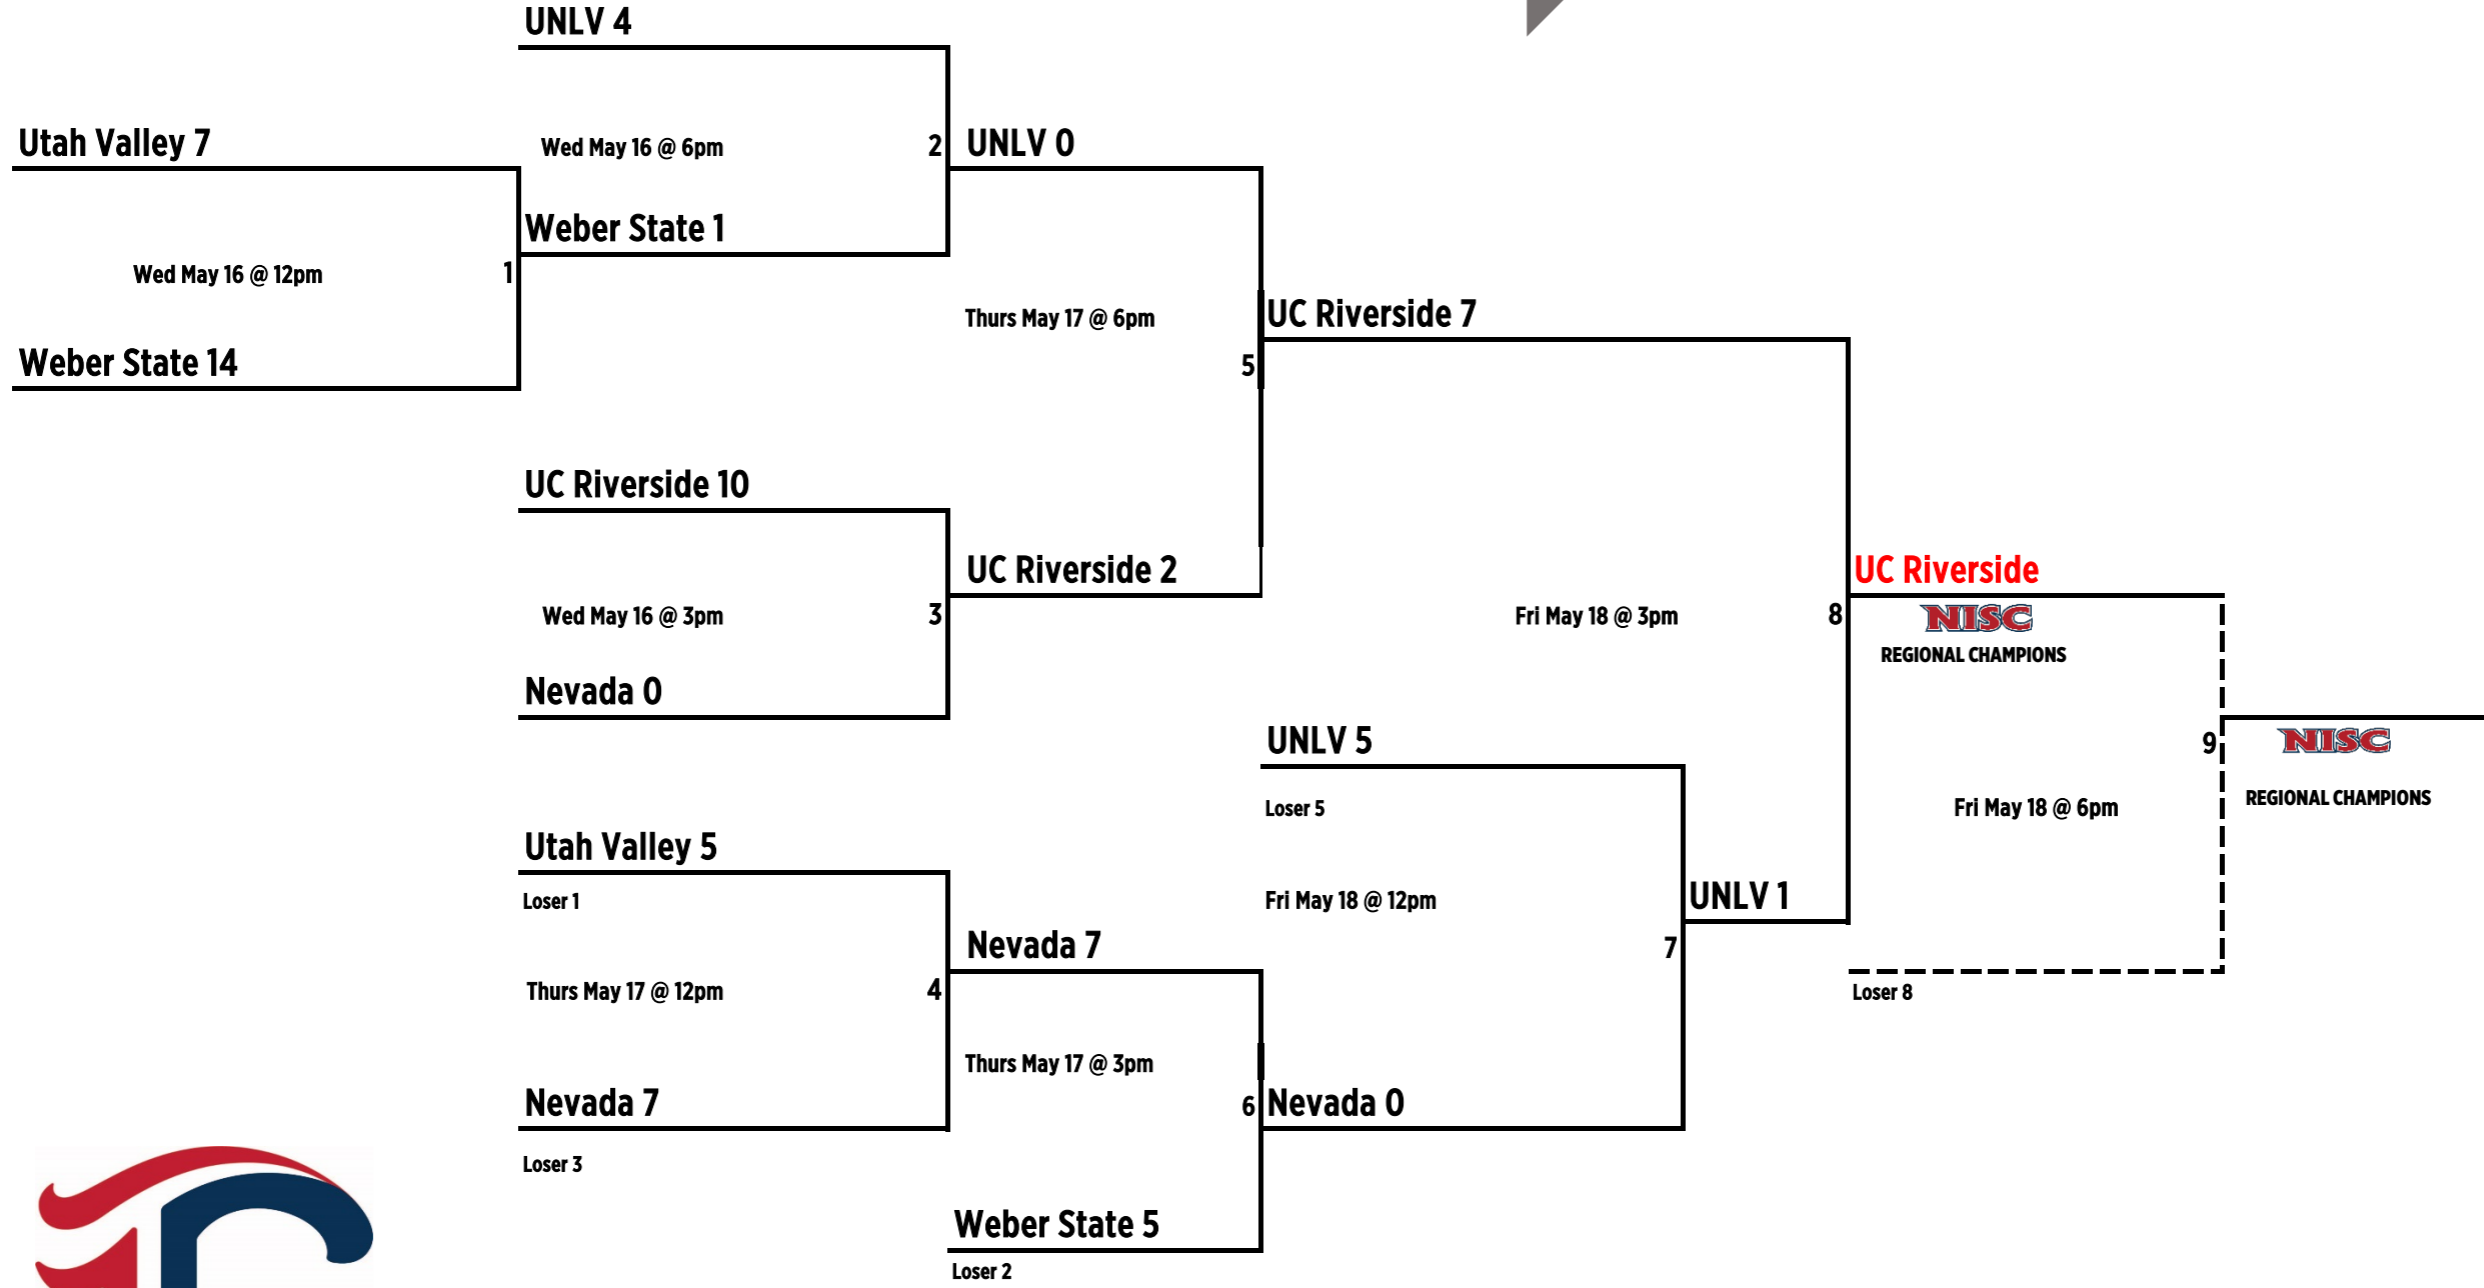 UNLV 4
Utah Valley 7
Wed May 16 @ 6pm
2
UNLV 0
Weber State 1
Wed May 16 @ 12pm
1
Thurs May 17 @ 6pm
UC Riverside 7
Weber State 14
5
UC Riverside 10
UC Riverside 2
UC Riverside
Wed May 16 @ 3pm
3
Fri May 18 @ 3pm
8
NISC
REGIONAL CHAMPIONS
Nevada 0
UNLV 5
9
NISC
Loser 5
Fri May 18 @ 6pm
REGIONAL CHAMPIONS
Utah Valley 5
Loser 1
Fri May 18 @ 12pm
UNLV 1
Nevada 7
7
Thurs May 17 @ 12pm
4
Loser 8
Thurs May 17 @ 3pm
Nevada 7
6
Nevada 0
Loser 3
Weber State 5
Loser 2